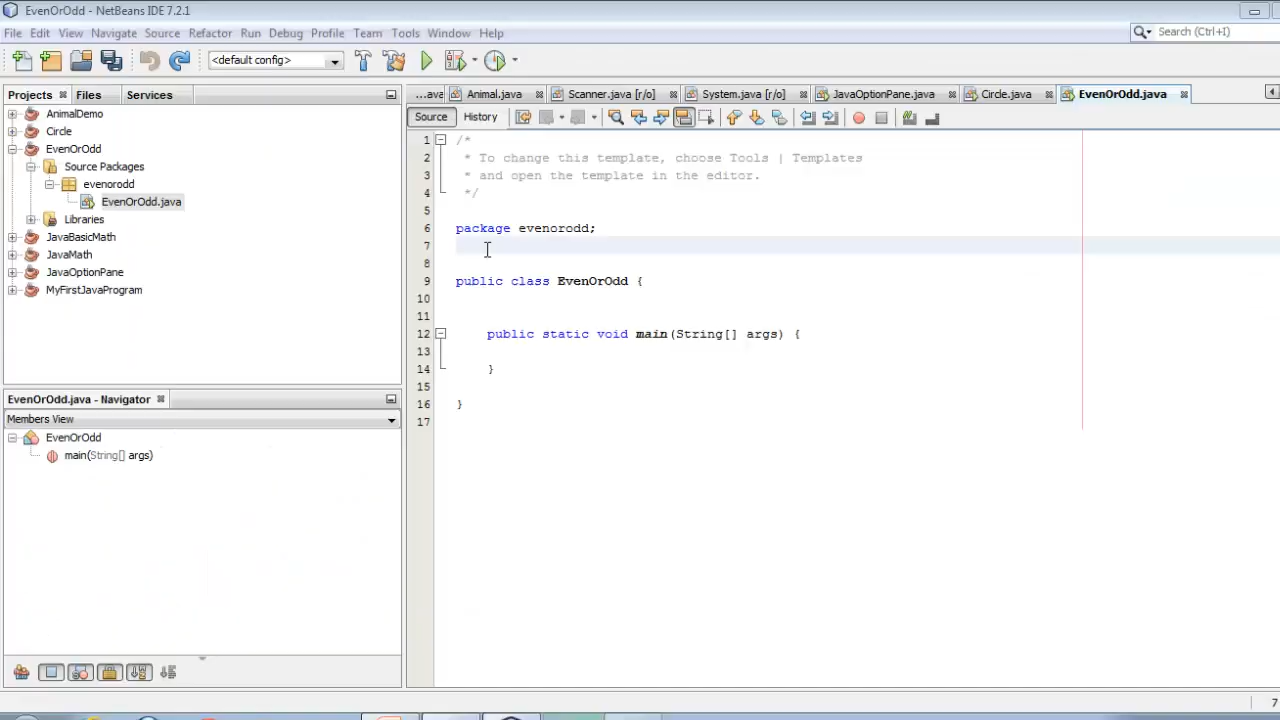 EvenOrOdd - NetBeans IDE 7.2.1
File Edit View Navigate Source Refactor Run Debug Profile Team Tools Window Help
Search (Ctrl+I)
<default config>
Projects Files Services
...ava Animal.java Scanner.java [r/o] System.java [r/o] JavaOptionPane.java Circle.java EvenOrOdd.java
Source History
AnimalDemo
Circle
EvenOrOdd
Source Packages
evenorodd
EvenOrOdd.java
Libraries
JavaBasicMath
JavaMath
JavaOptionPane
MyFirstJavaProgram
EvenOrOdd.java - Navigator
Members View
EvenOrOdd
main(String[] args)
1 /*
2 * To change this template, choose Tools | Templates
3 * and open the template in the editor.
4 */
5
6 package evenorodd;
7
8
9 public class EvenOrOdd {
10
11
12 public static void main(String[] args) {
13
14 }
15
16 }
17
7